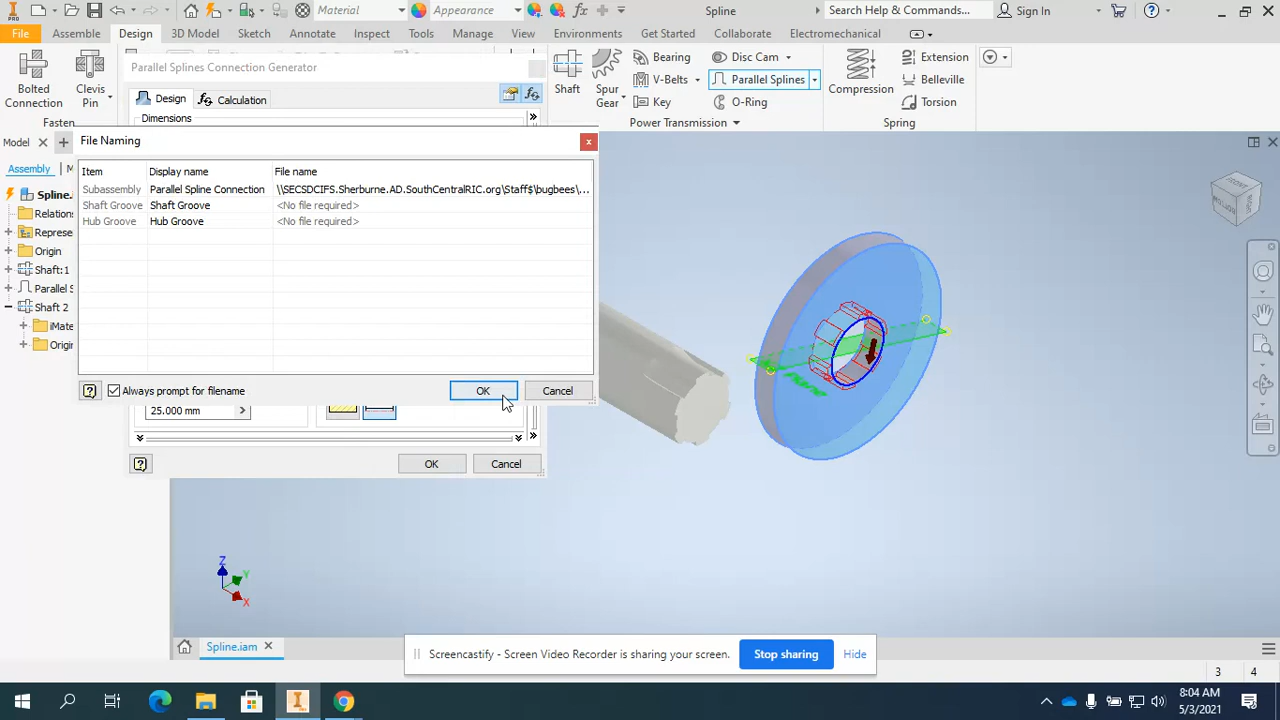 Material
Appearance
Spline
Search Help & Commands...
Sign In
File
Assemble
Design
3D Model
Sketch
Annotate
Inspect
Tools
Manage
View
Environments
Get Started
Collaborate
Electromechanical
Bolted Connection
Clevis Pin
Fasten
Parallel Splines Connection Generator
Design
Calculation
Dimensions
Shaft
Spur Gear
Bearing
V-Belts
Key
Disc Cam
Parallel Splines
O-Ring
Power Transmission
Compression
Extension
Belleville
Torsion
Spring
Model
Assembly
M
Spline.i
Relation
Represe
Origin
Shaft:1
Parallel S
Shaft 2
iMate
Origi
File Naming
Item Display name File name
Subassembly Parallel Spline Connection \\SECSDCIFS.Sherburne.AD.SouthCentralRIC.org\Staff$\bugbees\...
Shaft Groove Shaft Groove <No file required>
Hub Groove Hub Groove <No file required>
Always prompt for filename
OK
Cancel
25.000 mm
OK
Cancel
Z
Y
X
Spline.iam
Screencastify - Screen Video Recorder is sharing your screen.
Stop sharing
Hide
3 4
8:04 AM
5/3/2021